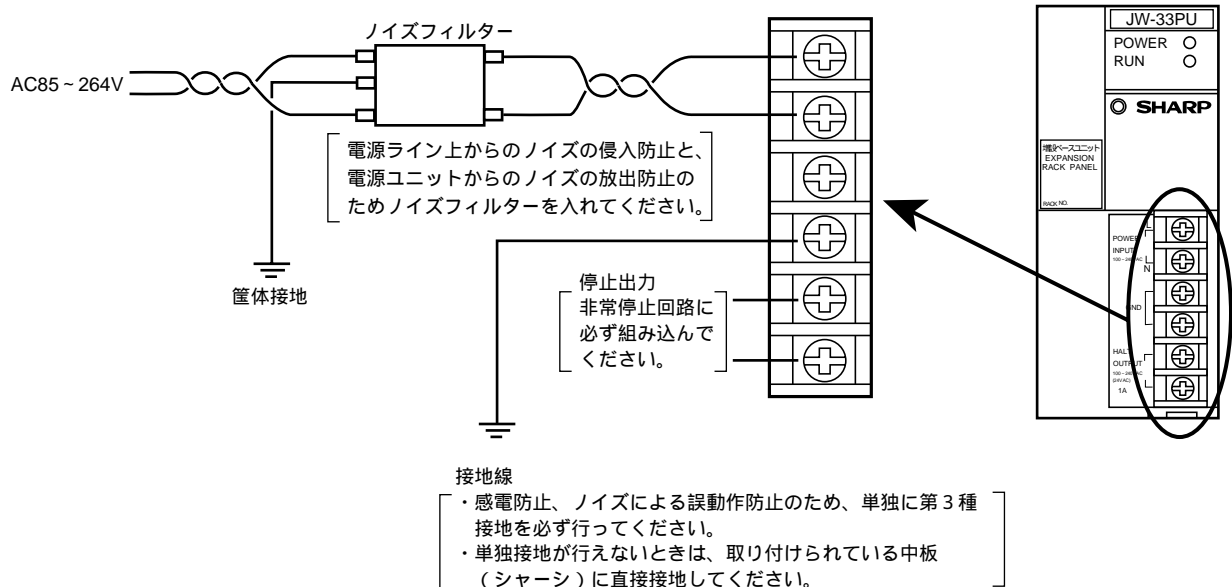 ノイズフィルター
AC85～264V
電源ライン上からのノイズの侵入防止と、
電源ユニットからのノイズの放出防止の
ためノイズフィルターを入れてください。
筐体接地
停止出力
非常停止回路に
必ず組み込んで
ください。
接地線
・感電防止、ノイズによる誤動作防止のため、単独に第３種
接地を必ず行ってください。
・単独接地が行えないときは、取り付けられている中板
（シャーシ）に直接接地してください。
JW-33PU
POWER
RUN
SHARP
増設ベースユニット
EXPANSION
RACK PANEL
RACK NO.
POWER
INPUT
N
GND
OUTPUT
(24V AC)
1A